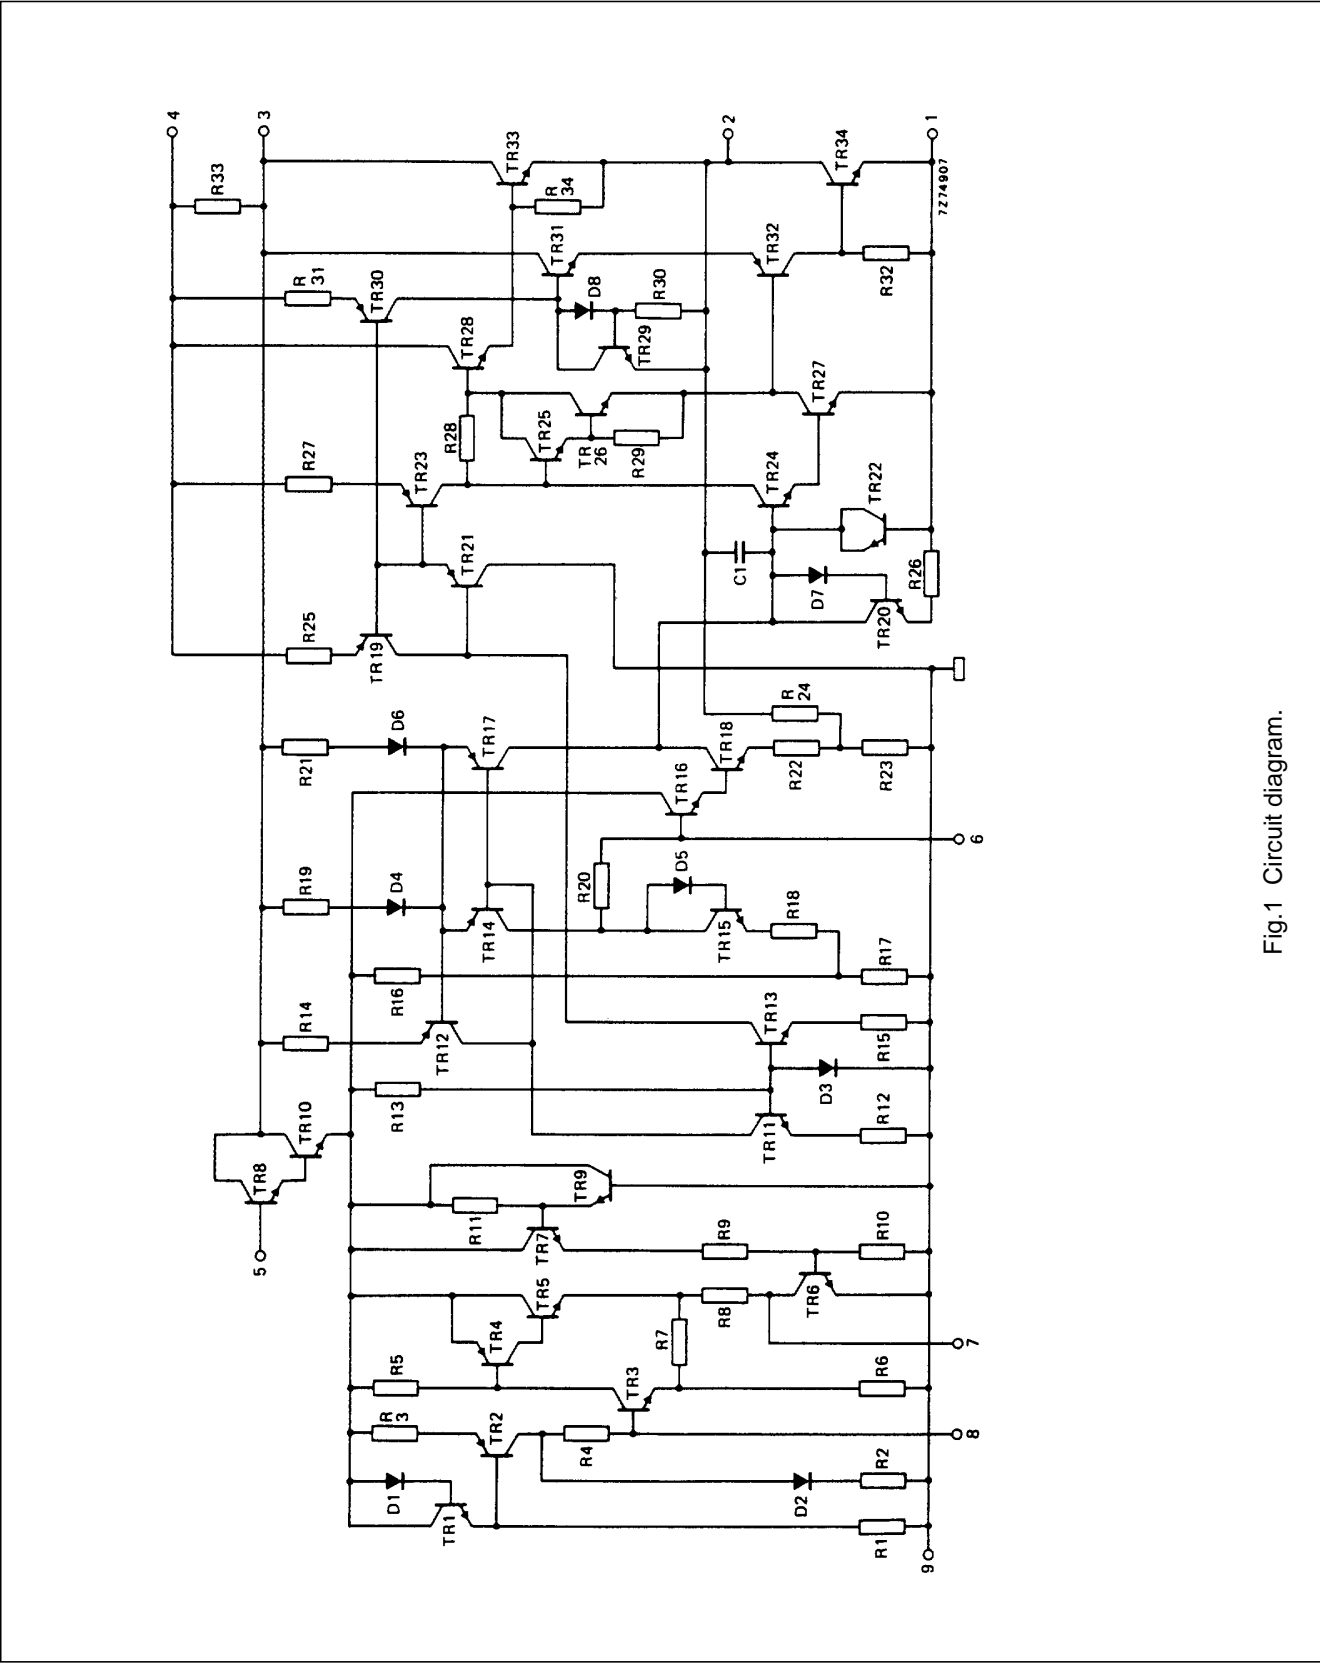 4
3
R33
TR33
R
34
2
TR34
1
7Z74907
R
31
TR30
TR31
TR32
R32
D8
R30
TR28
TR29
R27
R28
TR25
TR
26
R29
TR27
TR23
TR24
TR22
TR21
C1
D7
R26
TR20
R25
TR19
R21
D6
TR17
R
24
TR18
R22
R23
TR16
6
R19
D4
TR14
R20
D5
TR15
R18
R17
R14
R16
TR12
TR13
R15
R13
D3
TR11
R12
TR8
TR10
5
R11
TR9
TR7
R9
R10
TR4
TR5
R8
TR6
7
R5
R7
TR3
R6
R
3
TR2
R4
8
D1
TR1
D2
R2
R1
9
Fig.1 Circuit diagram.